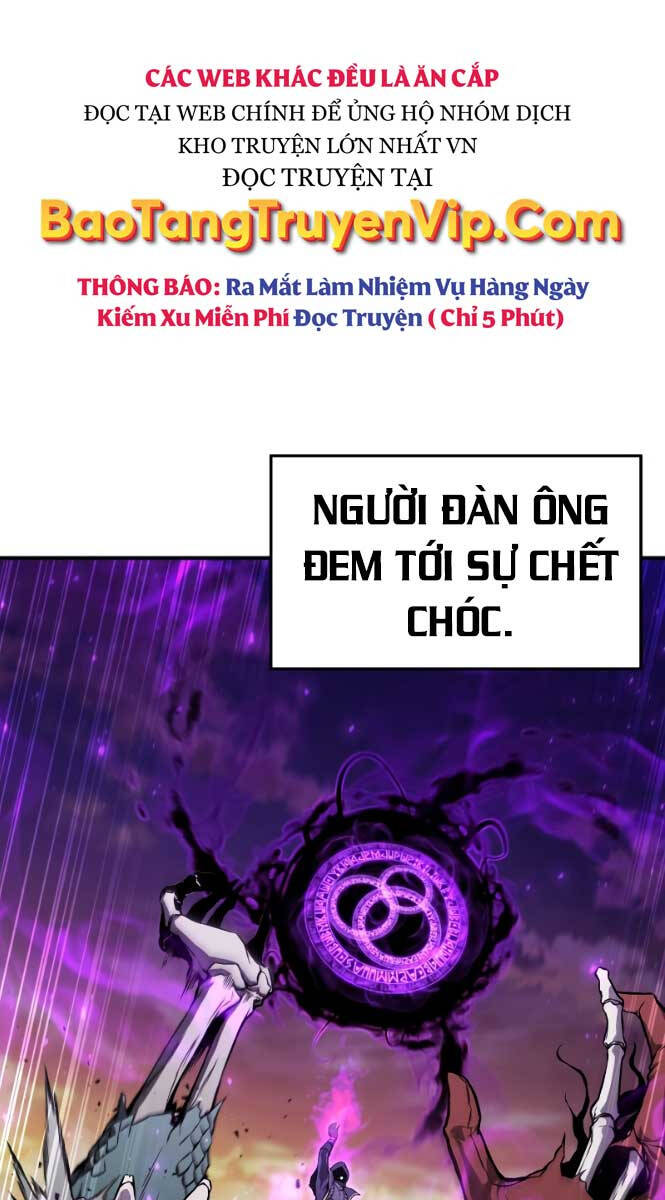 CÁC WEB KHÁC ĐỀU LÀ ĂN CẮP
ĐỌC TẠI WEB CHÍNH ĐỂ ỦNG HỘ NHÓM DỊCH
KHO TRUYỆN LỚN NHẤT VN
ĐỌC TRUYỆN TẠI
BaoTangTruyenVip.Com
THÔNG BÁO: Ra Mắt Làm Nhiệm Vụ Hàng Ngày
Kiếm Xu Miễn Phí Đọc Truyện ( Chỉ 5 Phút)
NGƯỜI ĐÀN ÔNG
ĐEM TỚI SỰ CHẾT
CHÓC.